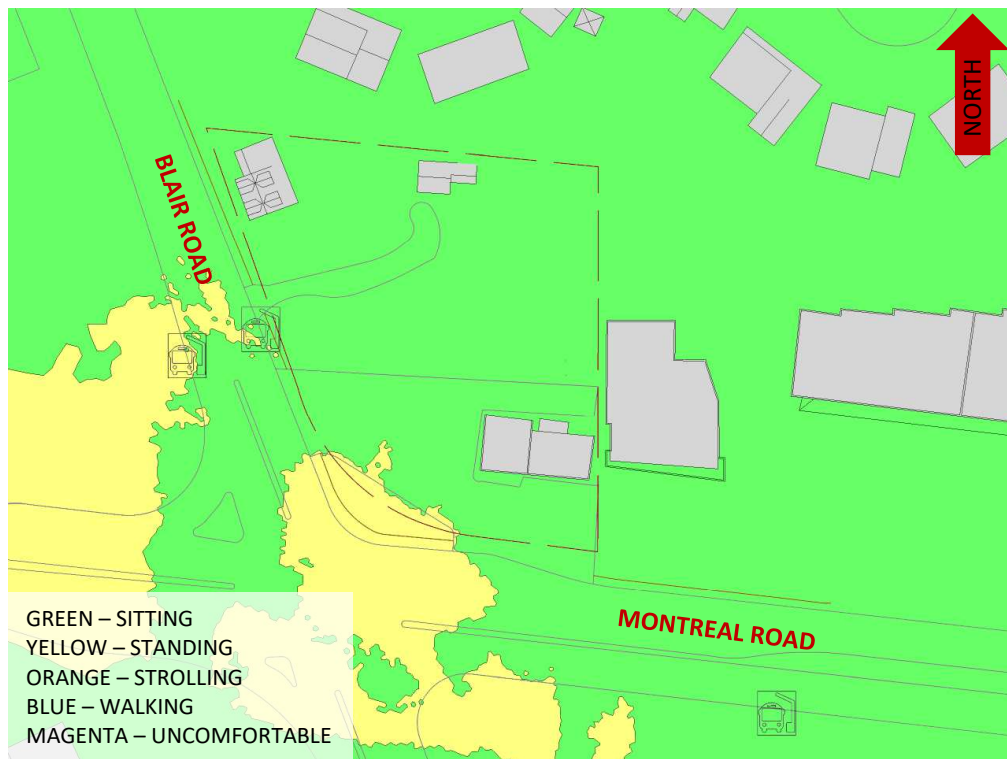 NORTH
BLAIR ROAD
MONTREAL ROAD
GREEN – SITTING
YELLOW – STANDING
ORANGE – STROLLING
BLUE – WALKING
MAGENTA – UNCOMFORTABLE